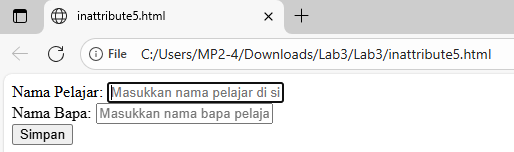 inattribute5.html
File C:/Users/MP2-4/Downloads/Lab3/Lab3/inattribute5.html
Nama Pelajar: Masukkan nama pelajar di si
Nama Bapa: Masukkan nama bapa pelaja
Simpan